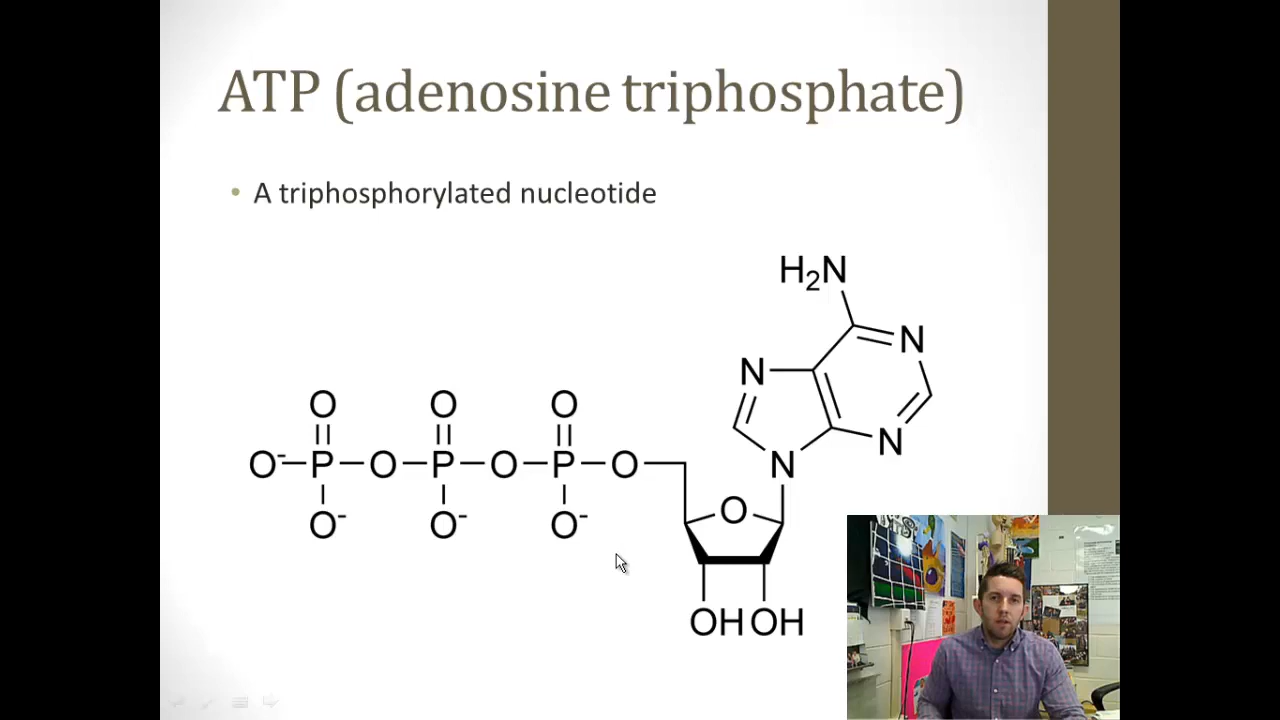 ATP (adenosine triphosphate)
• A triphosphorylated nucleotide
H₂N
N
N
O O O
N
O⁻ P O P O P O N
O
O⁻ O⁻ O⁻
OH OH